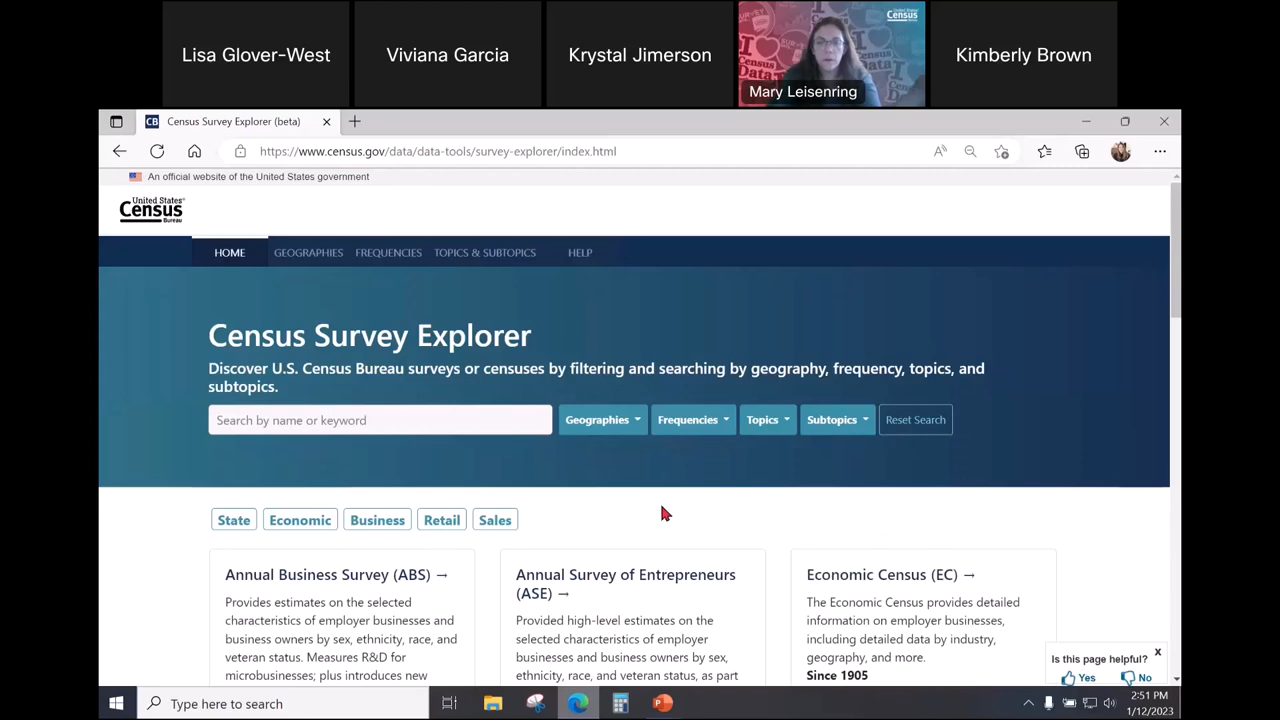 Lisa Glover-West
Viviana Garcia
Krystal Jimerson
Census
Mary Leisenring
Kimberly Brown
CB Census Survey Explorer (beta)
https://www.census.gov/data/data-tools/survey-explorer/index.html
An official website of the United States government
United States®
Census
Bureau
HOME GEOGRAPHIES FREQUENCIES TOPICS & SUBTOPICS HELP
Census Survey Explorer
Discover U.S. Census Bureau surveys or censuses by filtering and searching by geography, frequency, topics, and
subtopics.
Search by name or keyword Geographies Frequencies Topics Subtopics Reset Search
State Economic Business Retail Sales
Annual Business Survey (ABS) →
Provides estimates on the selected
characteristics of employer businesses and
business owners by sex, ethnicity, race, and
veteran status. Measures R&D for
microbusinesses; plus introduces new
Annual Survey of Entrepreneurs
(ASE) →
Provided high-level estimates on the
selected characteristics of employer
businesses and business owners by sex,
ethnicity, race, and veteran status, as part
Economic Census (EC) →
The Economic Census provides detailed
information on employer businesses,
including detailed data by industry,
geography, and more.
Since 1905
Is this page helpful? x
Yes No
Type here to search
2:51 PM
1/12/2023